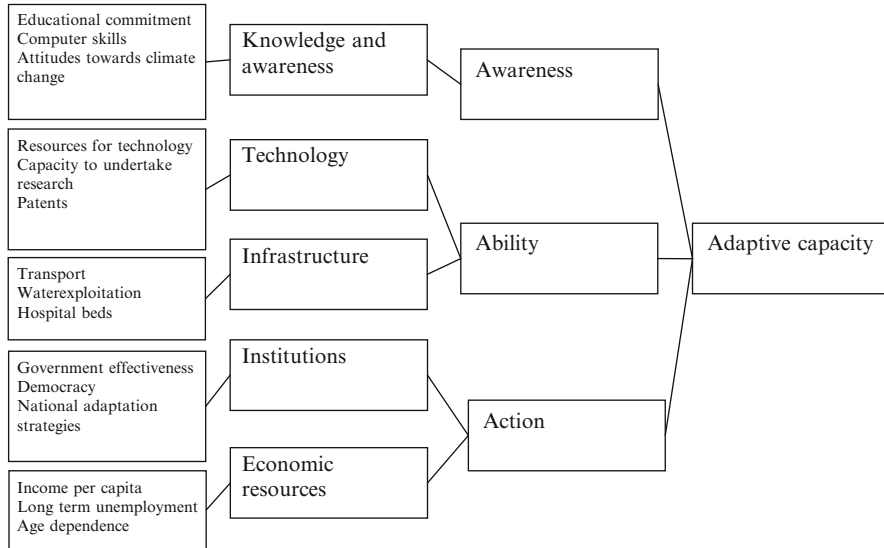 Educational commitment
Computer skills
Attitudes towards climate
change
Knowledge and
awareness
Awareness
Resources for technology
Capacity to undertake
research
Patents
Technology
Infrastructure
Ability
Adaptive capacity
Transport
Waterexploitation
Hospital beds
Government effectiveness
Democracy
National adaptation
strategies
Institutions
Action
Economic
resources
Income per capita
Long term unemployment
Age dependence